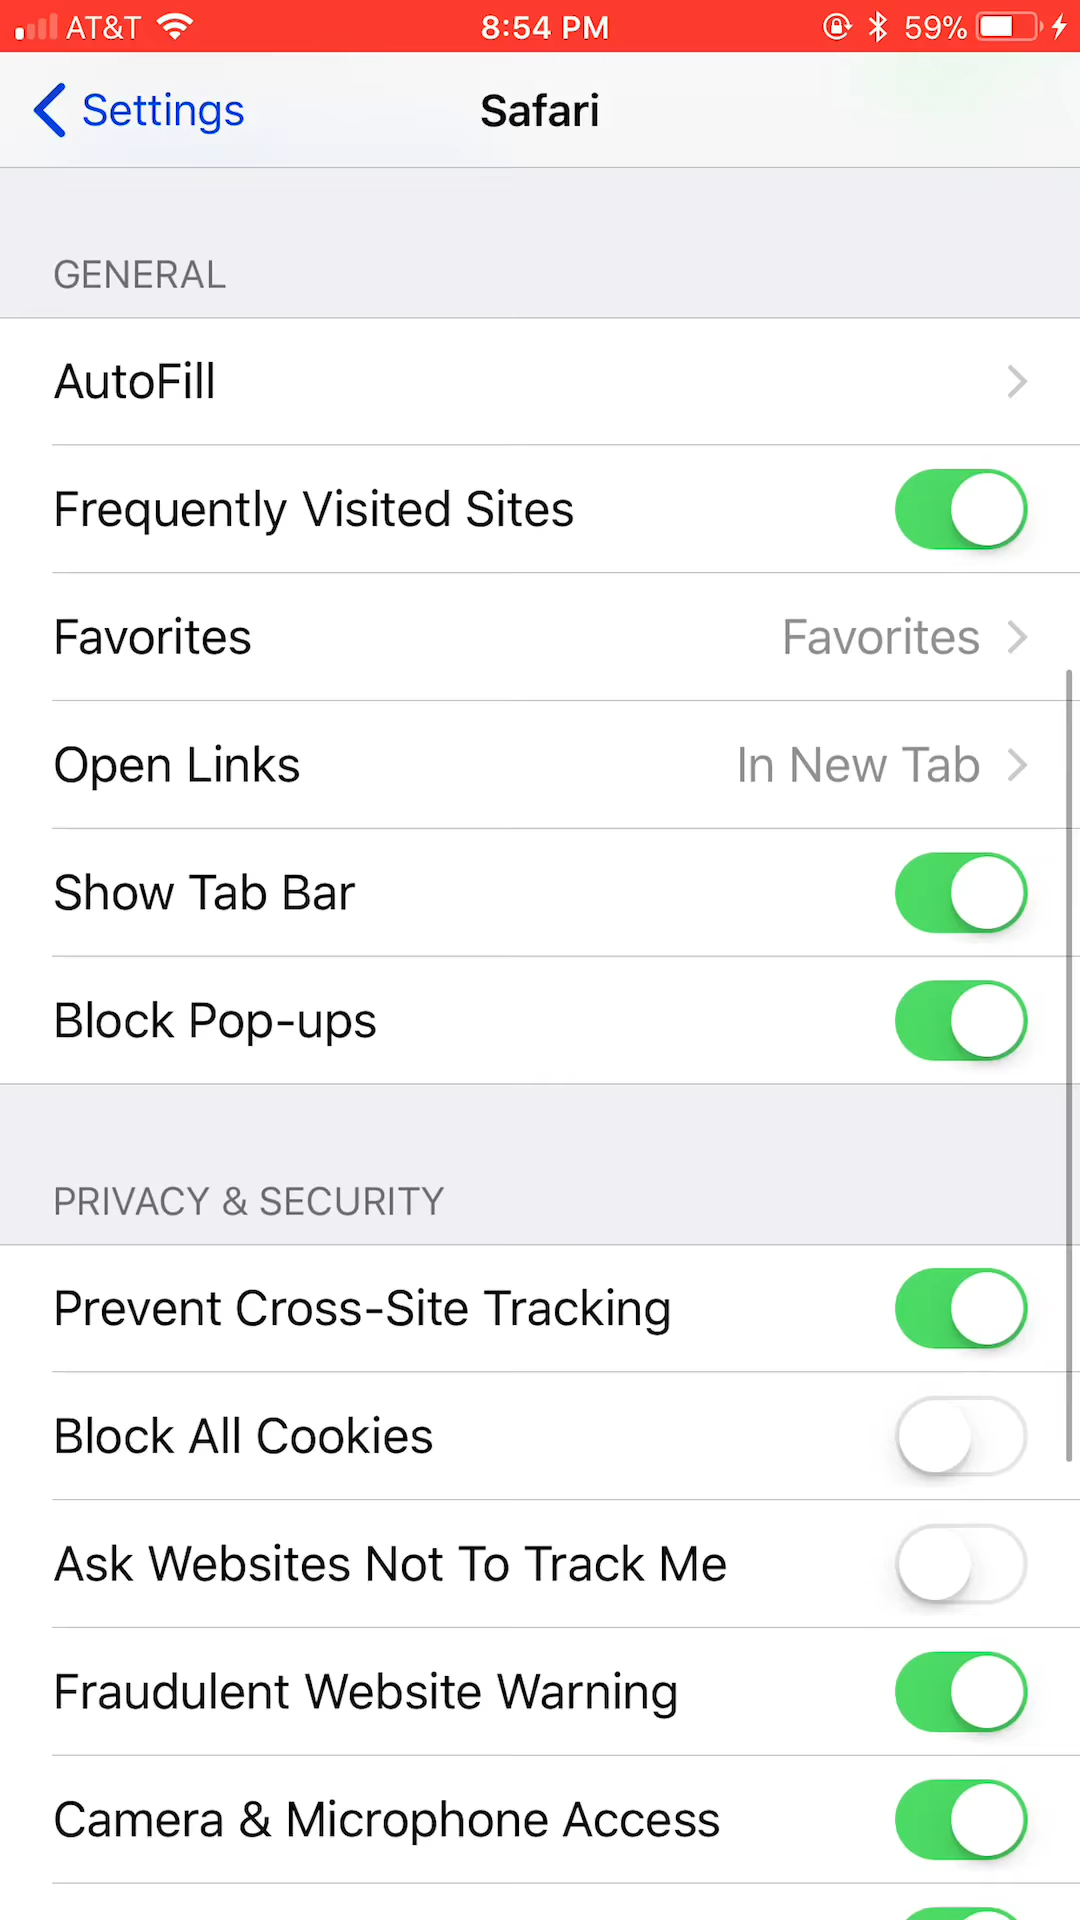 AT&T 8:54 PM 59%
Settings Safari
GENERAL
AutoFill
Frequently Visited Sites
Favorites Favorites
Open Links In New Tab
Show Tab Bar
Block Pop-ups
PRIVACY & SECURITY
Prevent Cross-Site Tracking
Block All Cookies
Ask Websites Not To Track Me
Fraudulent Website Warning
Camera & Microphone Access